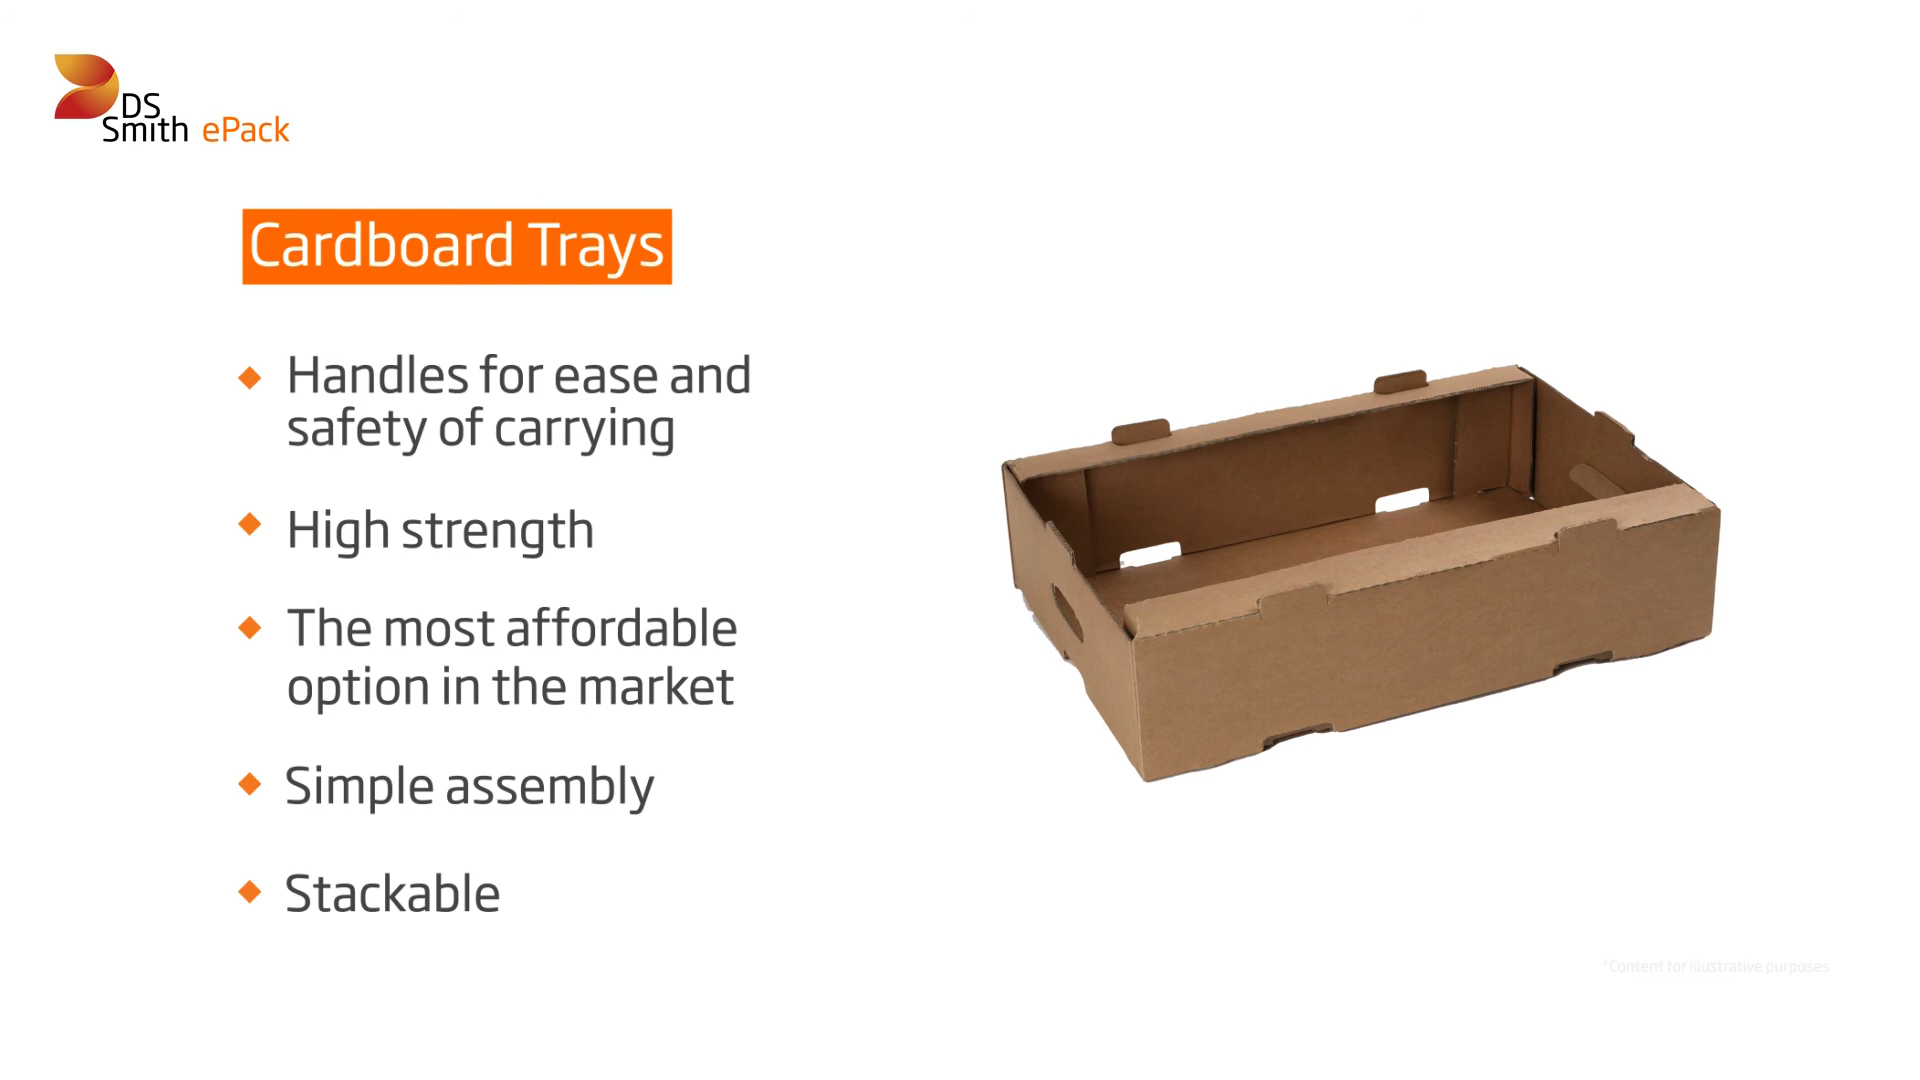 DS
Smith ePack
Cardboard Trays
Handles for ease and
safety of carrying
High strength
The most affordable
option in the market
Simple assembly
Stackable
*Content for illustrative purposes